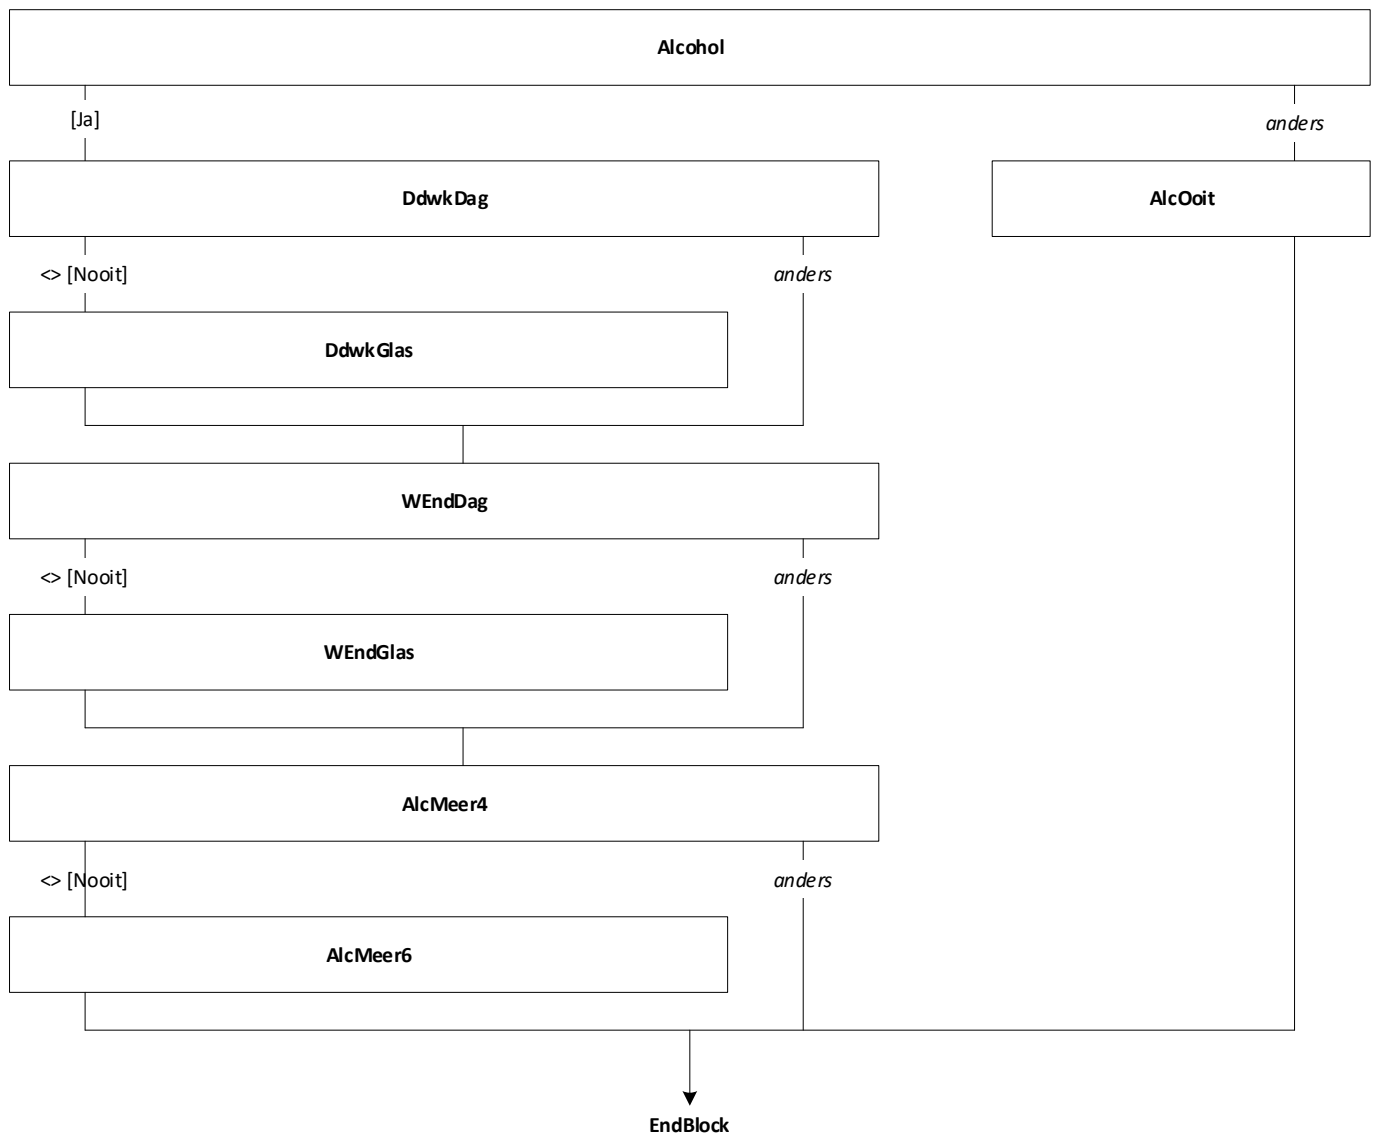 Alcohol
[Ja]
anders
DdwkDag
AlcOoit
<> [Nooit]
anders
DdwkGlas
WEndDag
<> [Nooit]
anders
WEndGlas
AlcMeer4
<> [Nooit]
anders
AlcMeer6
EndBlock